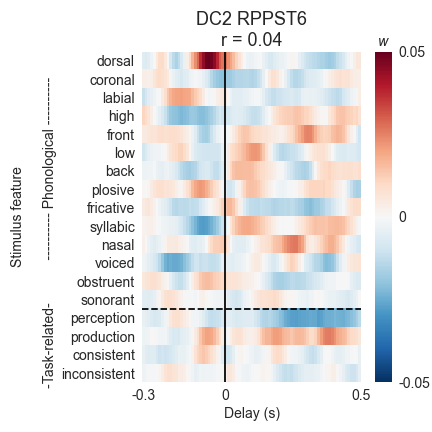 DC2 RPPST6
r = 0.04
w
0.05
0
-0.05
Stimulus feature
---------- Phonological ----------
-Task-related-
dorsal
coronal
labial
high
front
low
back
plosive
fricative
syllabic
nasal
voiced
obstruent
sonorant
perception
production
consistent
inconsistent
-0.3
0
0.5
Delay (s)